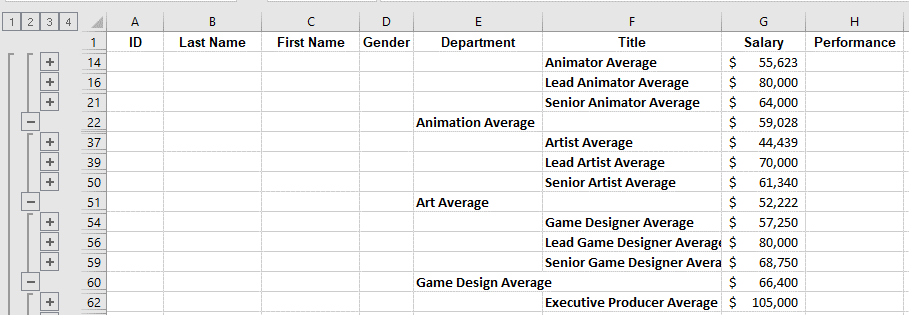 1 2 3 4 A B C D E F G H
1 ID Last Name First Name Gender Department Title Salary Performance
+ 14 Animator Average $ 55,623
+ 16 Lead Animator Average $ 80,000
+ 21 Senior Animator Average $ 64,000
− 22 Animation Average $ 59,028
+ 37 Artist Average $ 44,439
+ 39 Lead Artist Average $ 70,000
+ 50 Senior Artist Average $ 61,340
− 51 Art Average $ 52,222
+ 54 Game Designer Average $ 57,250
+ 56 Lead Game Designer Average $ 80,000
+ 59 Senior Game Designer Avera $ 68,750
− 60 Game Design Average $ 66,400
+ 62 Executive Producer Average $ 105,000